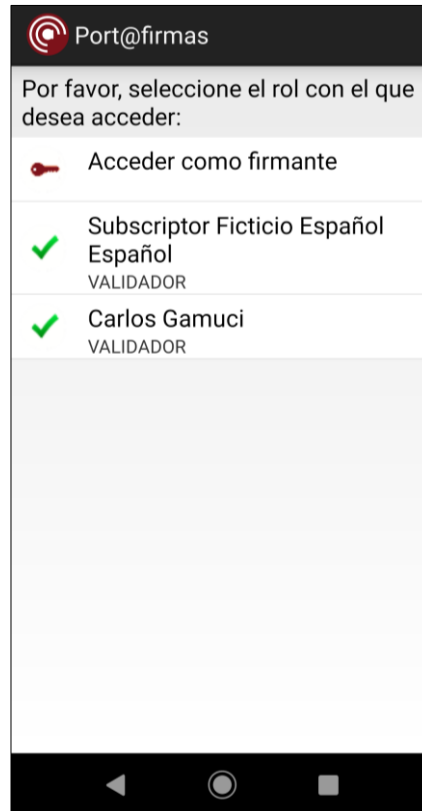 Port@firmas
Por favor, seleccione el rol con el que
desea acceder:
Acceder como firmante
Subscriptor Ficticio Español
Español
VALIDADOR
Carlos Gamuci
VALIDADOR